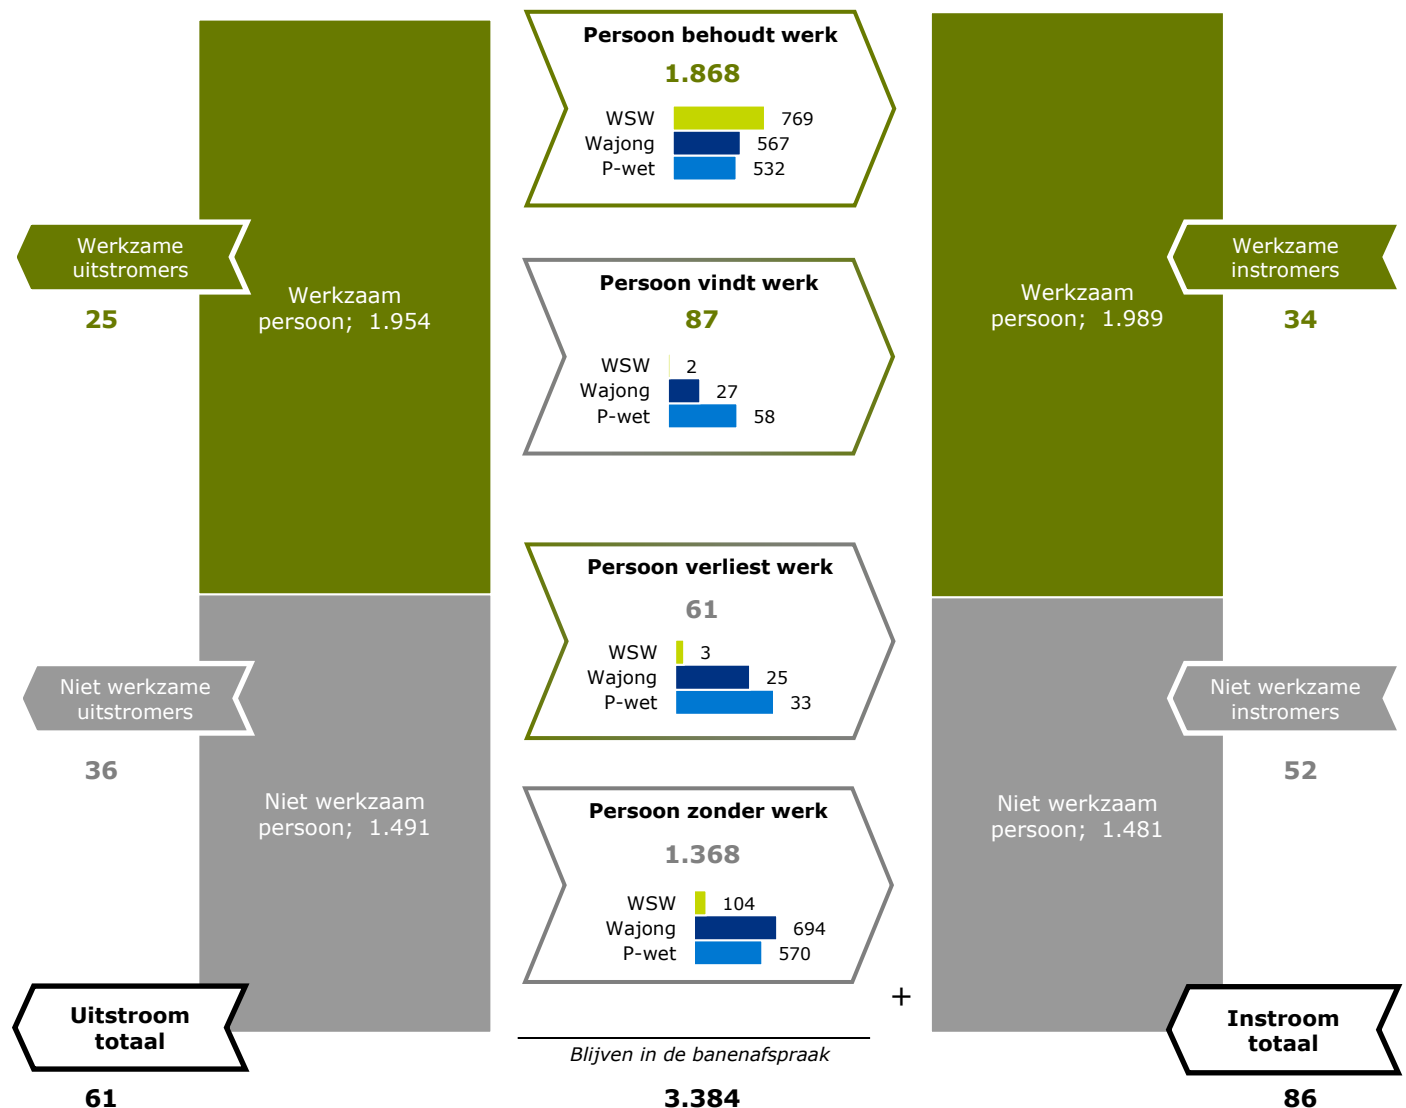 Werkzame
uitstromers
25
Werkzaam
persoon; 1.954
Niet werkzame
uitstromers
36
Niet werkzaam
persoon; 1.491
Uitstroom
totaal
61
Persoon behoudt werk
1.868
WSW 769
Wajong 567
P-wet 532
Persoon vindt werk
87
WSW 2
Wajong 27
P-wet 58
Persoon verliest werk
61
WSW 3
Wajong 25
P-wet 33
Persoon zonder werk
1.368
WSW 104
Wajong 694
P-wet 570
+
Blijven in de banenafspraak
3.384
Werkzaam
persoon; 1.989
Werkzame
instromers
34
Niet werkzame
instromers
52
Niet werkzaam
persoon; 1.481
Instroom
totaal
86